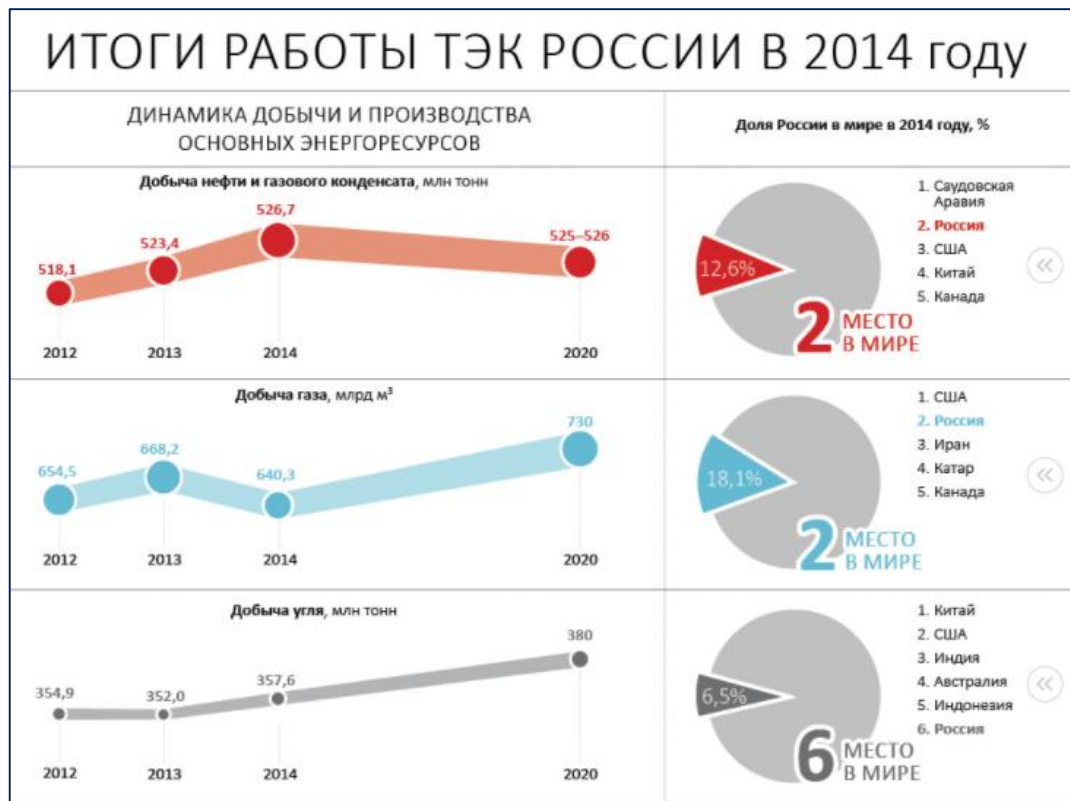 ИТОГИ РАБОТЫ ТЭК РОССИИ В 2014 году
ДИНАМИКА ДОБЫЧИ И ПРОИЗВОДСТВА
ОСНОВНЫХ ЭНЕРГОРЕСУРСОВ
Доля России в мире в 2014 году, %
Добыча нефти и газового конденсата, млн тонн
518,1
523,4
526,7
525–526
2012
2013
2014
2020
12,6%
2 МЕСТО
В МИРЕ
1. Саудовская
Аравия
2. Россия
3. США
4. Китай
5. Канада
Добыча газа, млрд м³
654,5
668,2
640,3
730
2012
2013
2014
2020
18,1%
2 МЕСТО
В МИРЕ
1. США
2. Россия
3. Иран
4. Катар
5. Канада
Добыча угля, млн тонн
354,9
352,0
357,6
380
2012
2013
2014
2020
6,5%
6 МЕСТО
В МИРЕ
1. Китай
2. США
3. Индия
4. Австралия
5. Индонезия
6. Россия